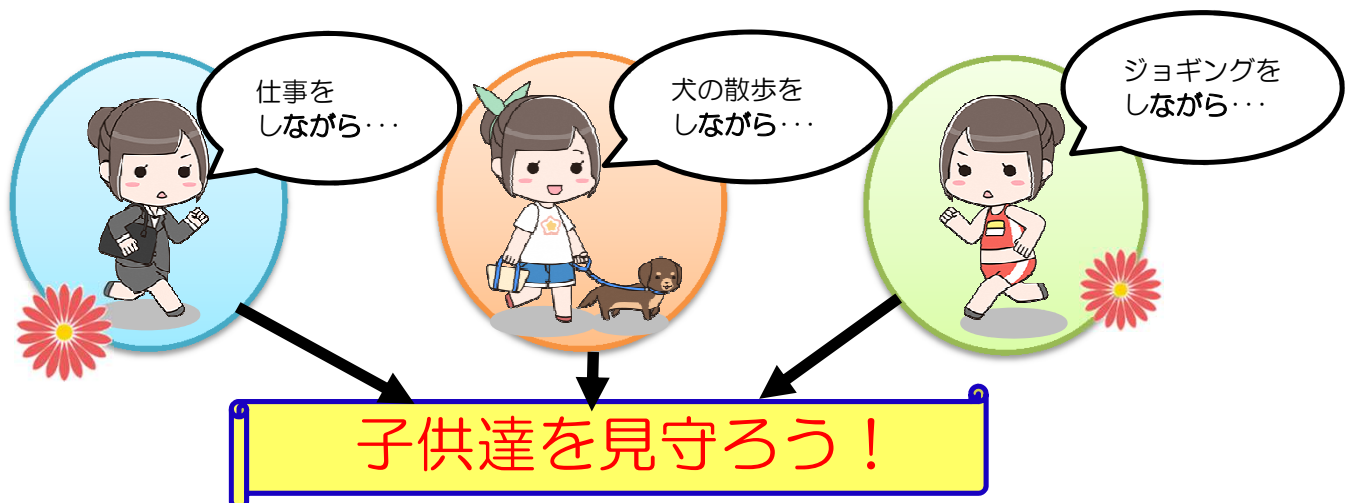 仕事を
しながら･･･
犬の散歩を
しながら･･･
ジョギングを
しながら･･･
子供達を見守ろう！